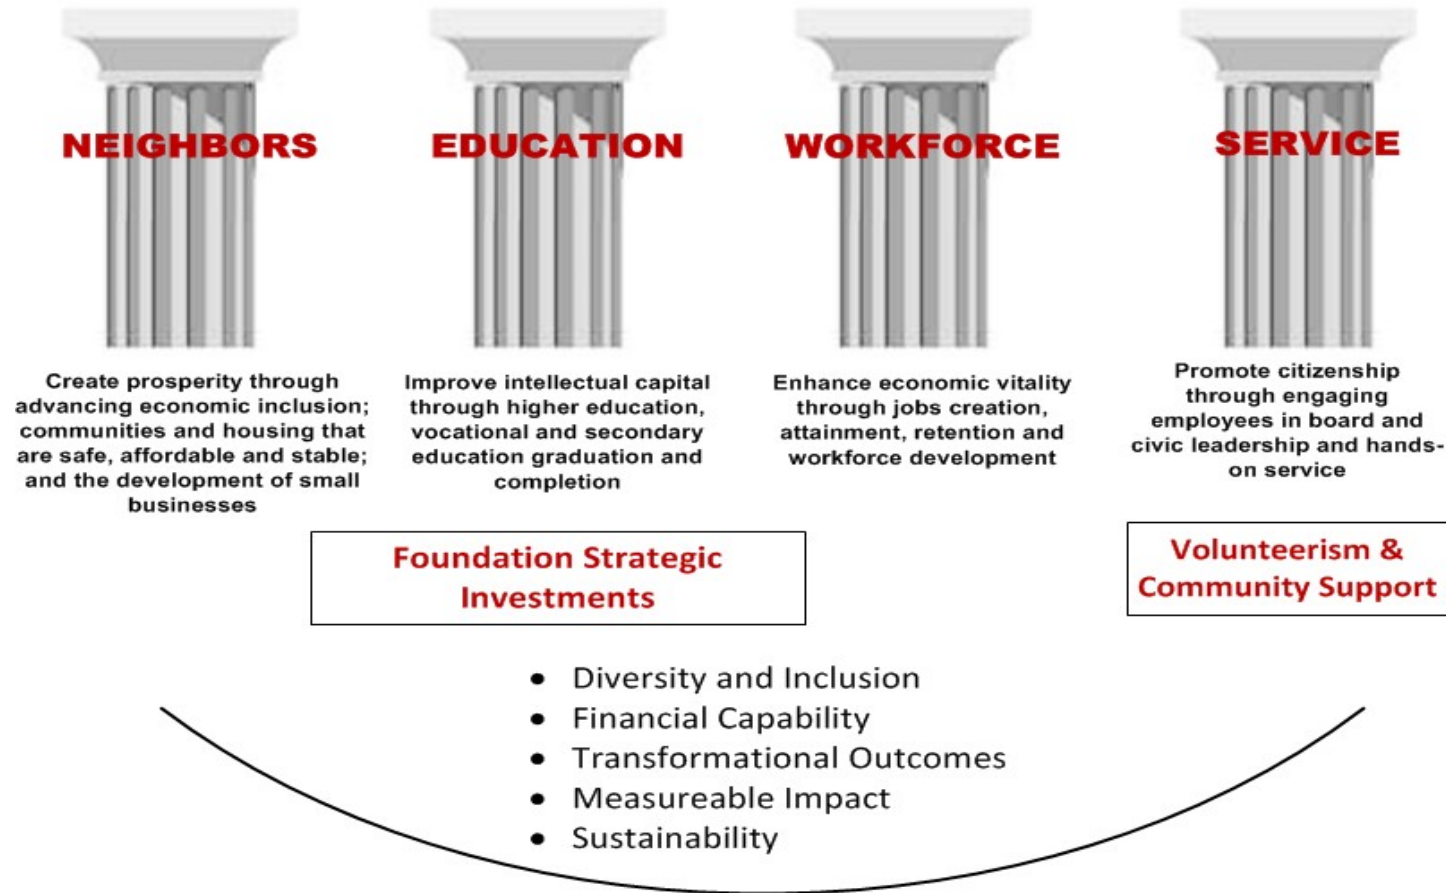 NEIGHBORS
EDUCATION
WORKFORCE
SERVICE
Create prosperity through
advancing economic inclusion;
communities and housing that
are safe, affordable and stable;
and the development of small
businesses
Improve intellectual capital
through higher education,
vocational and secondary
education graduation and
completion
Enhance economic vitality
through jobs creation,
attainment, retention and
workforce development
Promote citizenship
through engaging
employees in board and
civic leadership and hands-
on service
Foundation Strategic
Investments
Volunteerism &
Community Support
• Diversity and Inclusion
• Financial Capability
• Transformational Outcomes
• Measureable Impact
• Sustainability